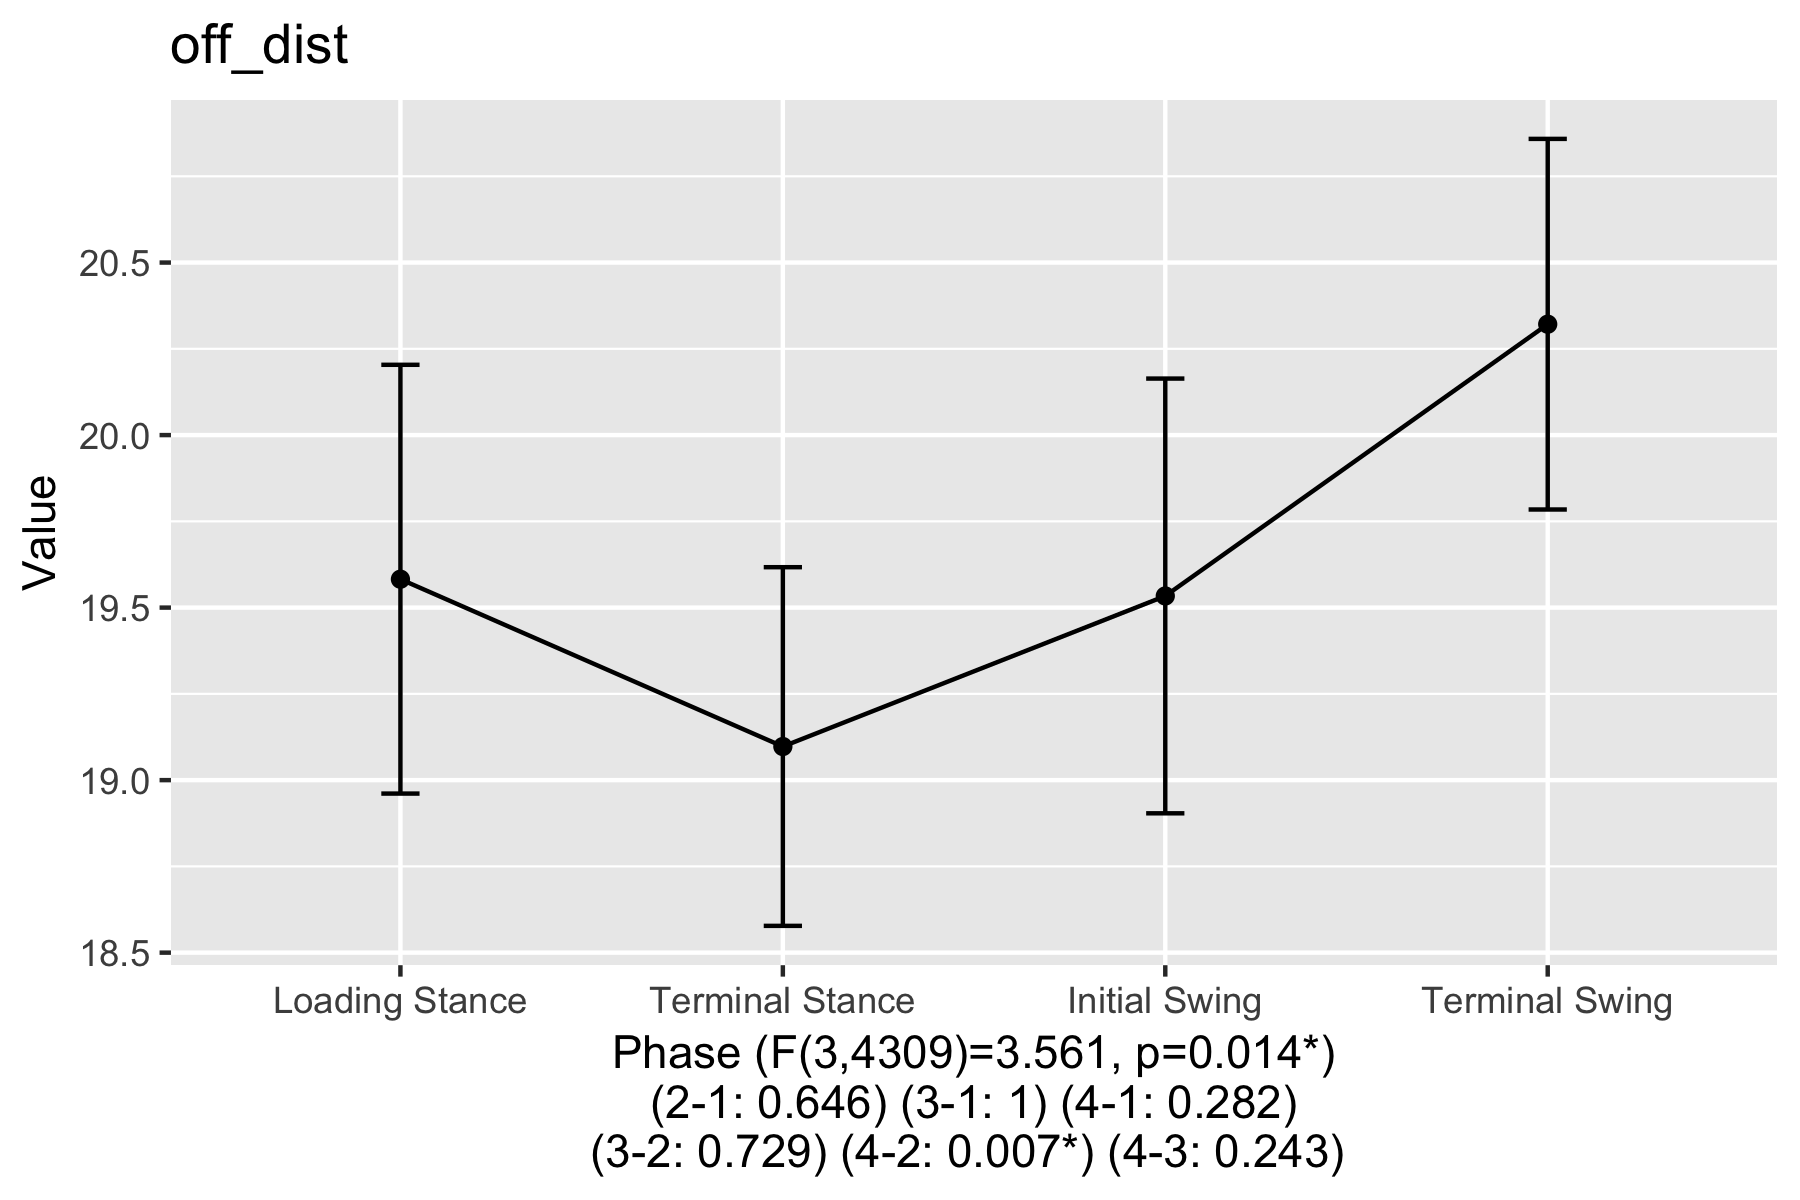 off_dist
Value
20.5
20.0
19.5
19.0
18.5
Loading Stance Terminal Stance Initial Swing Terminal Swing
Phase (F(3,4309)=3.561, p=0.014*)
(2-1: 0.646) (3-1: 1) (4-1: 0.282)
(3-2: 0.729) (4-2: 0.007*) (4-3: 0.243)